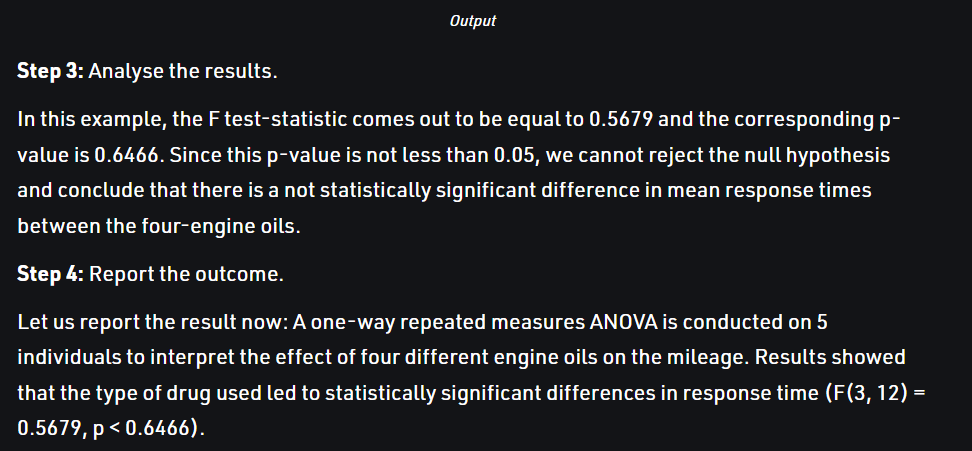 Output
Step 3: Analyse the results.
In this example, the F test-statistic comes out to be equal to 0.5679 and the corresponding p-
value is 0.6466. Since this p-value is not less than 0.05, we cannot reject the null hypothesis
and conclude that there is a not statistically significant difference in mean response times
between the four-engine oils.
Step 4: Report the outcome.
Let us report the result now: A one-way repeated measures ANOVA is conducted on 5
individuals to interpret the effect of four different engine oils on the mileage. Results showed
that the type of drug used led to statistically significant differences in response time (F(3, 12) =
0.5679, p < 0.6466).